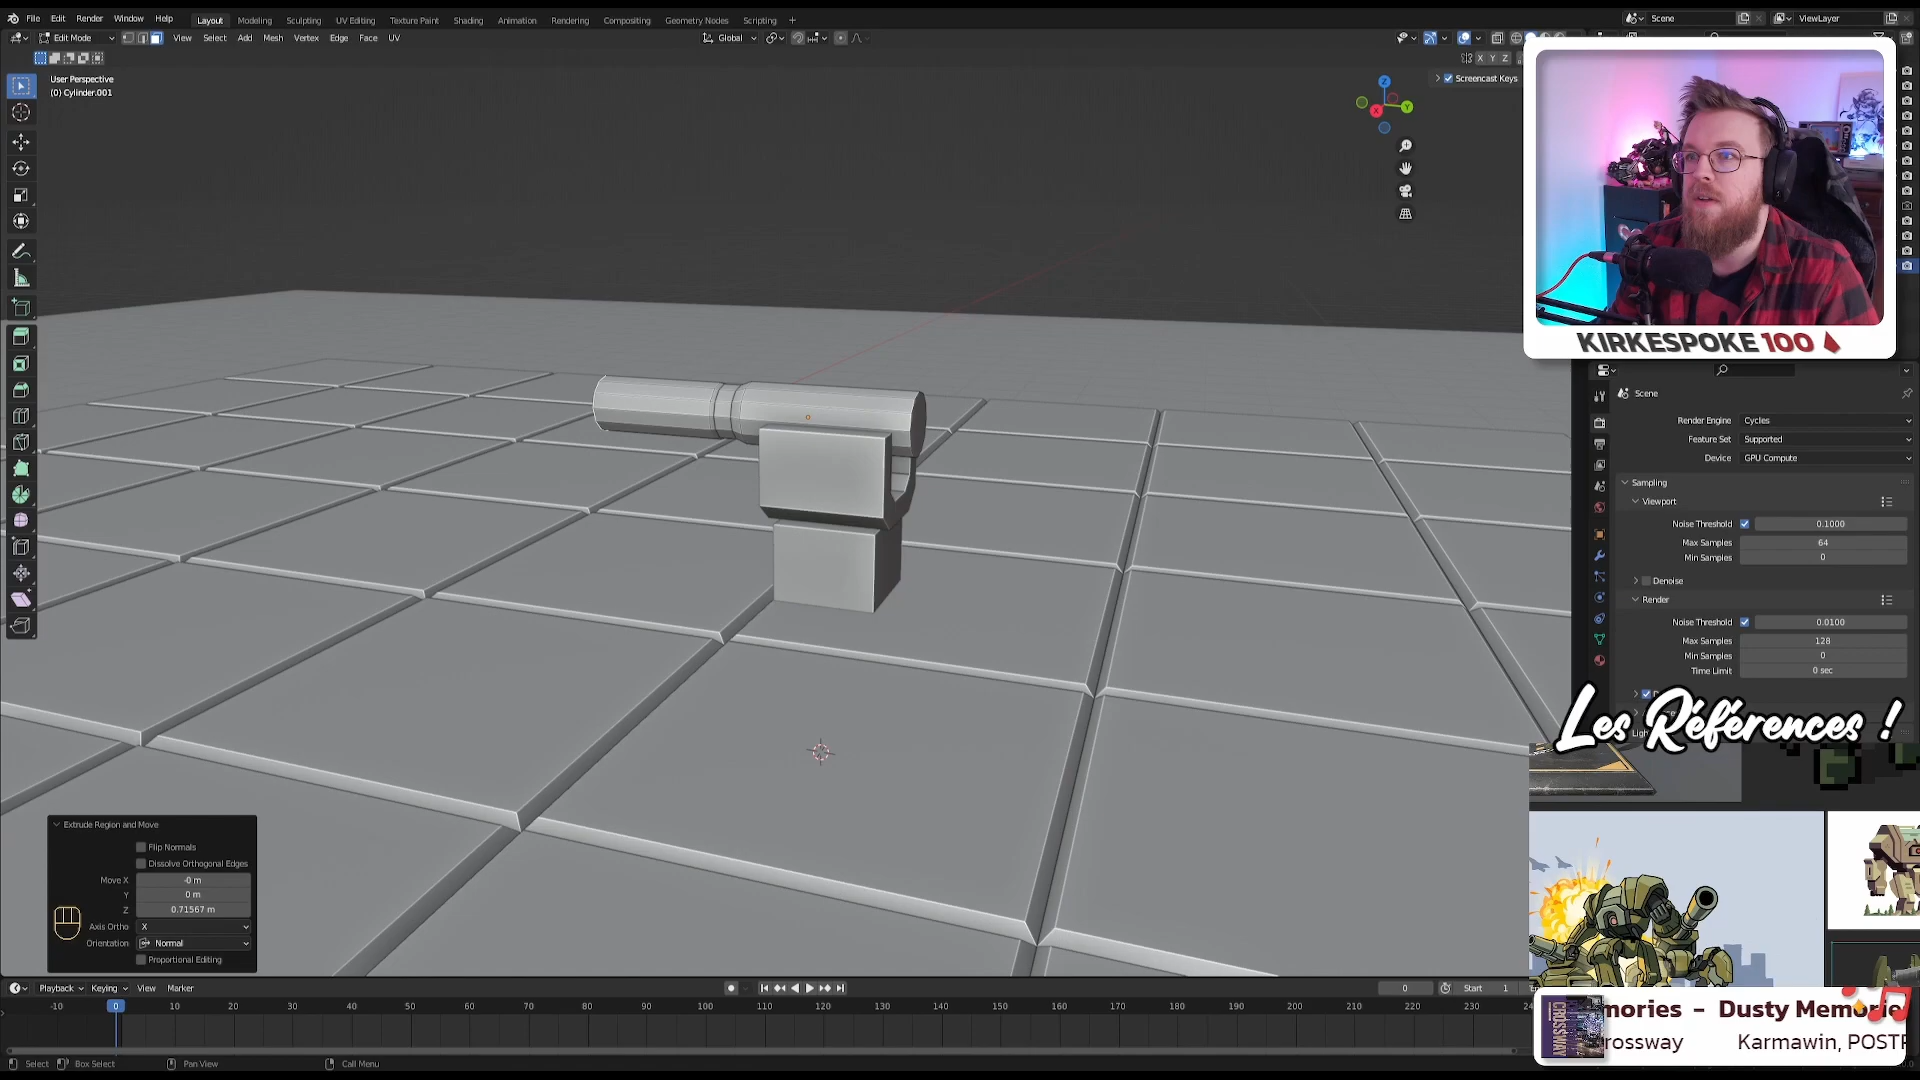 File Edit Render Window Help Layout Modeling Sculpting UV Editing Texture Paint Shading Animation Rendering Compositing Geometry Nodes Scripting + Scene ViewLayer
Edit Mode View Select Add Mesh Vertex Edge Face UV Global
X Y Z
User Perspective
(0) Cylinder.001
Screencast Keys
Z
Y
X
KIRKESPOKE 100
Scene
Render Engine Cycles
Feature Set Supported
Device GPU Compute
Sampling
Viewport
Noise Threshold 0.1000
Max Samples 64
Min Samples 0
Denoise
Render
Noise Threshold 0.0100
Max Samples 128
Min Samples 0
Time Limit 0 sec
Les Références !
Extrude Region and Move
Flip Normals
Dissolve Orthogonal Edges
Move X -0 m
Y 0 m
Z 0.71567 m
Axis Ortho X
Orientation Normal
Proportional Editing
Playback Keying View Marker 0 Start 1
-10 0 10 20 30 40 50 60 70 80 90 100 110 120 130 140 150 160 170 180 190 200 210 220 230
mories - Dusty Memorie
CROSSWAY
rossway Karmawin, POST
Select Box Select Pan View Call Menu